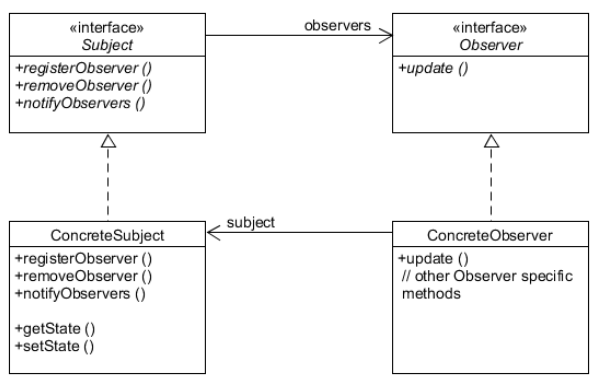 «interface»
Subject
+registerObserver ()
+removeObserver ()
+notifyObservers ()
observers
«interface»
Observer
+update ()
ConcreteSubject
+registerObserver ()
+removeObserver ()
+notifyObservers ()
+getState ()
+setState ()
subject
ConcreteObserver
+update ()
// other Observer specific
methods